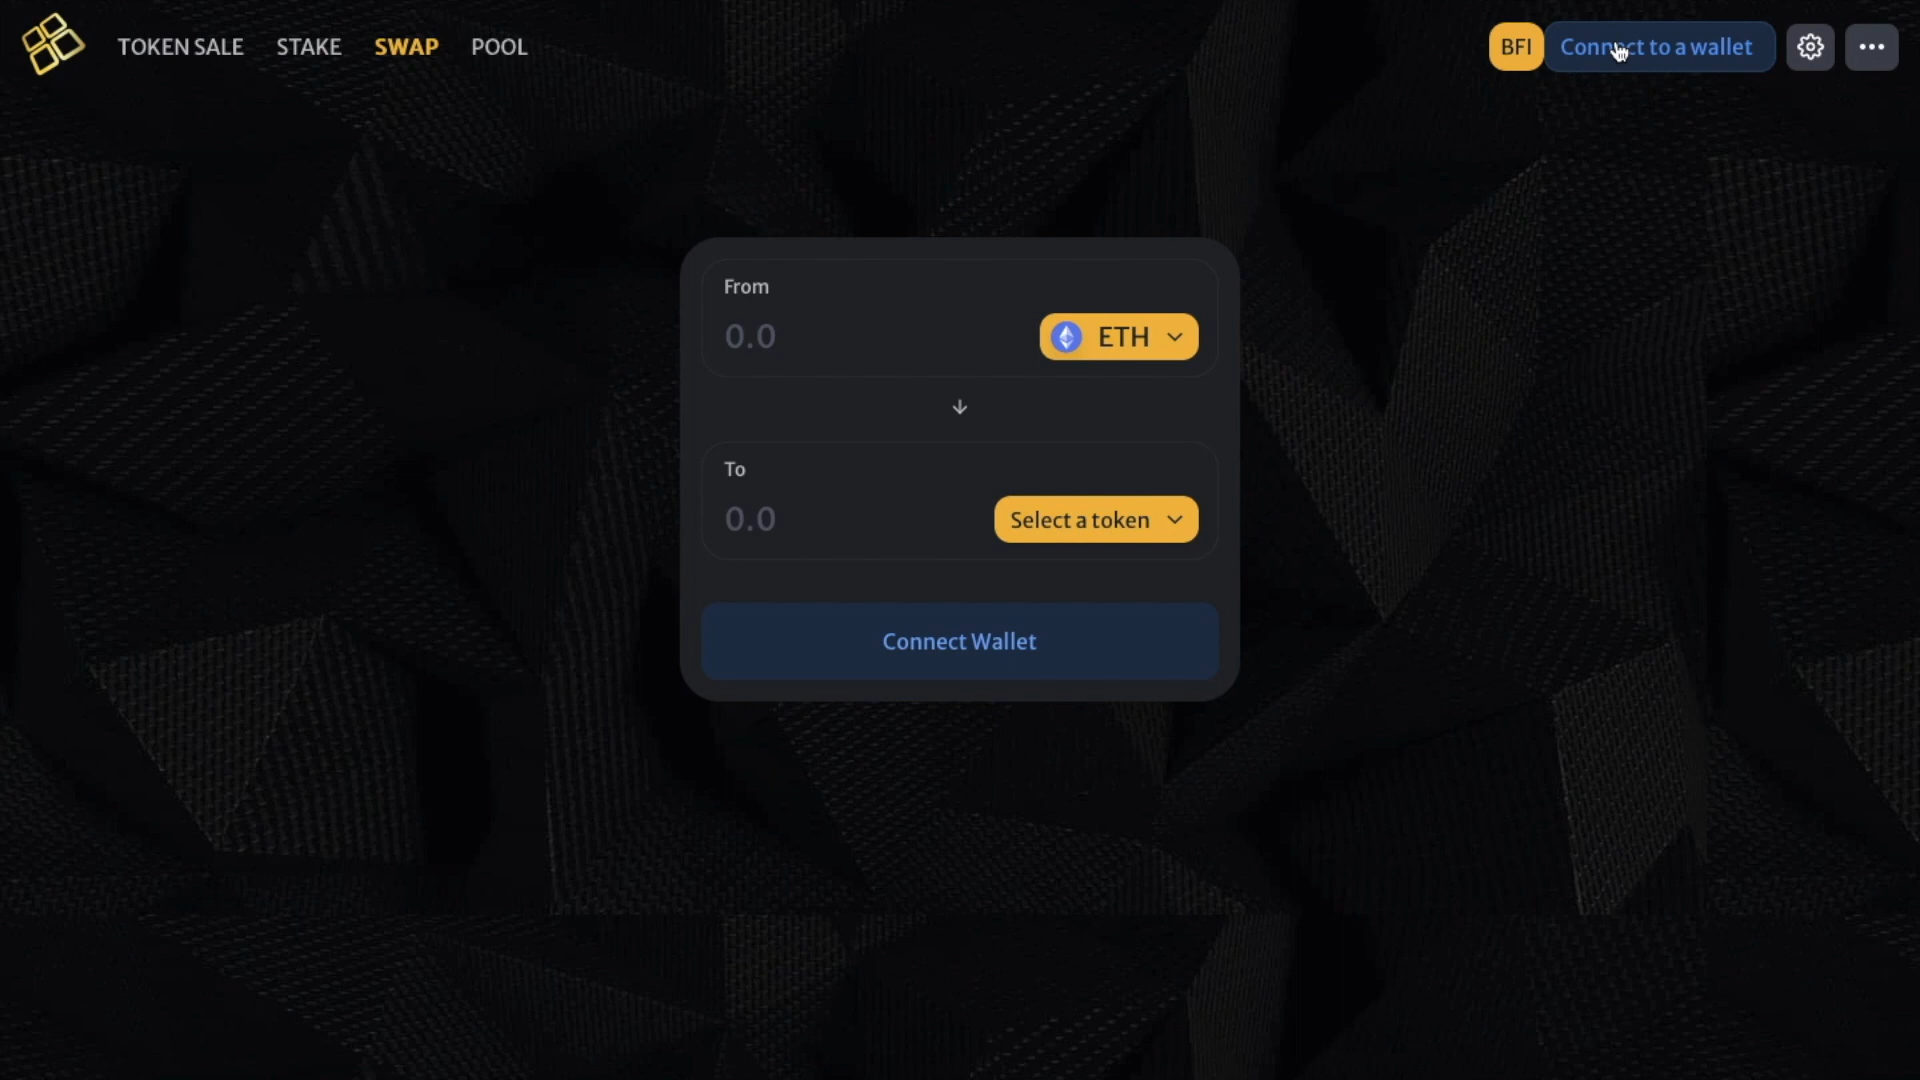 TOKEN SALE STAKE SWAP POOL BFI Connect to a wallet
From
0.0 ETH
To
0.0 Select a token
Connect Wallet